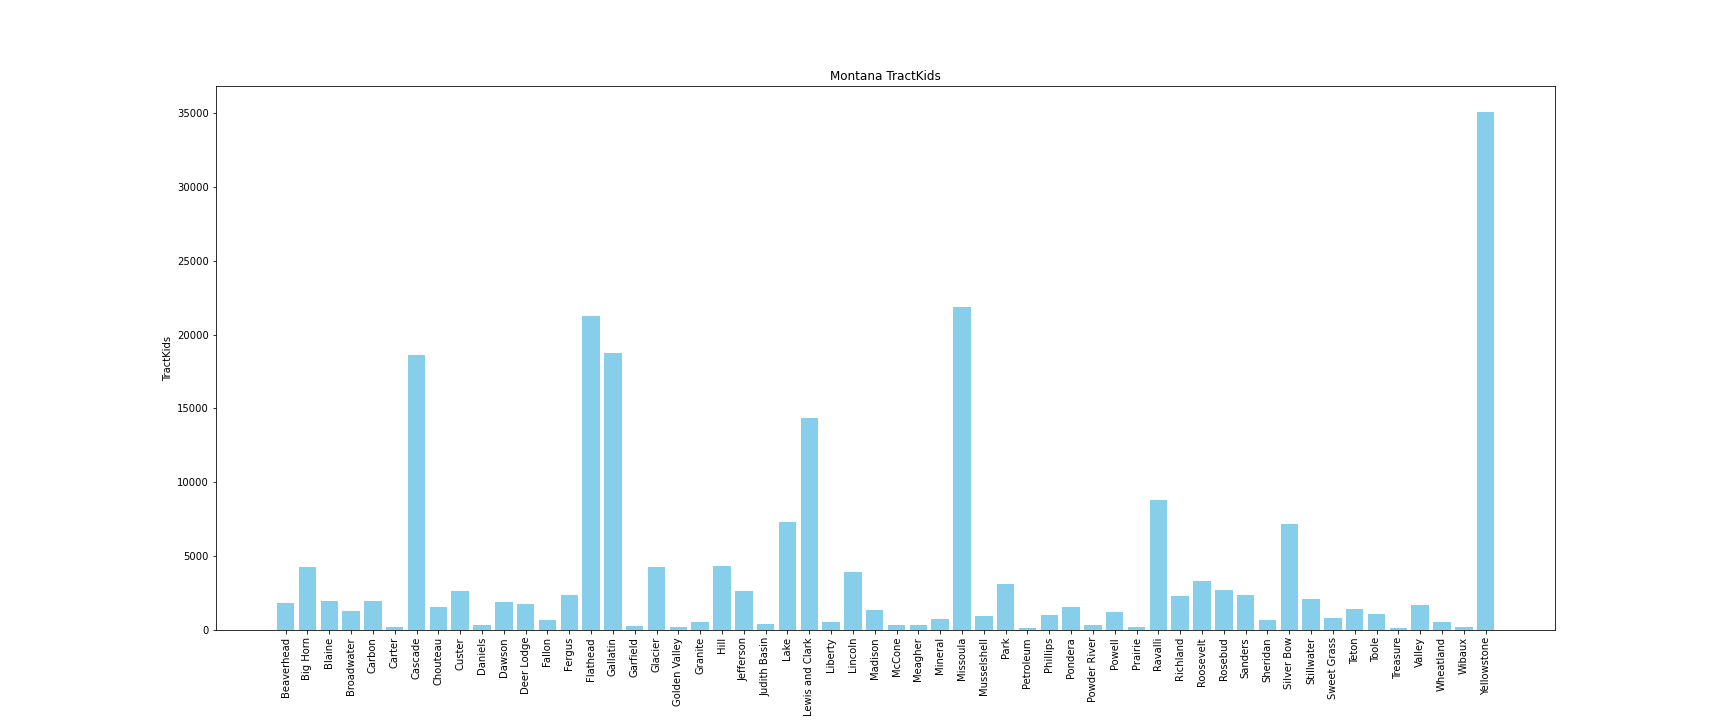 Montana TractKids
TractKids
35000
30000
25000
20000
15000
10000
5000
0
Beaverhead
Big Horn
Blaine
Broadwater
Carbon
Carter
Cascade
Chouteau
Custer
Daniels
Dawson
Deer Lodge
Fallon
Fergus
Flathead
Gallatin
Garfield
Glacier
Golden Valley
Granite
Hill
Jefferson
Judith Basin
Lake
Lewis and Clark
Liberty
Lincoln
Madison
McCone
Meagher
Mineral
Missoula
Musselshell
Park
Petroleum
Phillips
Pondera
Powder River
Powell
Prairie
Ravalli
Richland
Roosevelt
Rosebud
Sanders
Sheridan
Silver Bow
Stillwater
Sweet Grass
Teton
Toole
Treasure
Valley
Wheatland
Wibaux
Yellowstone